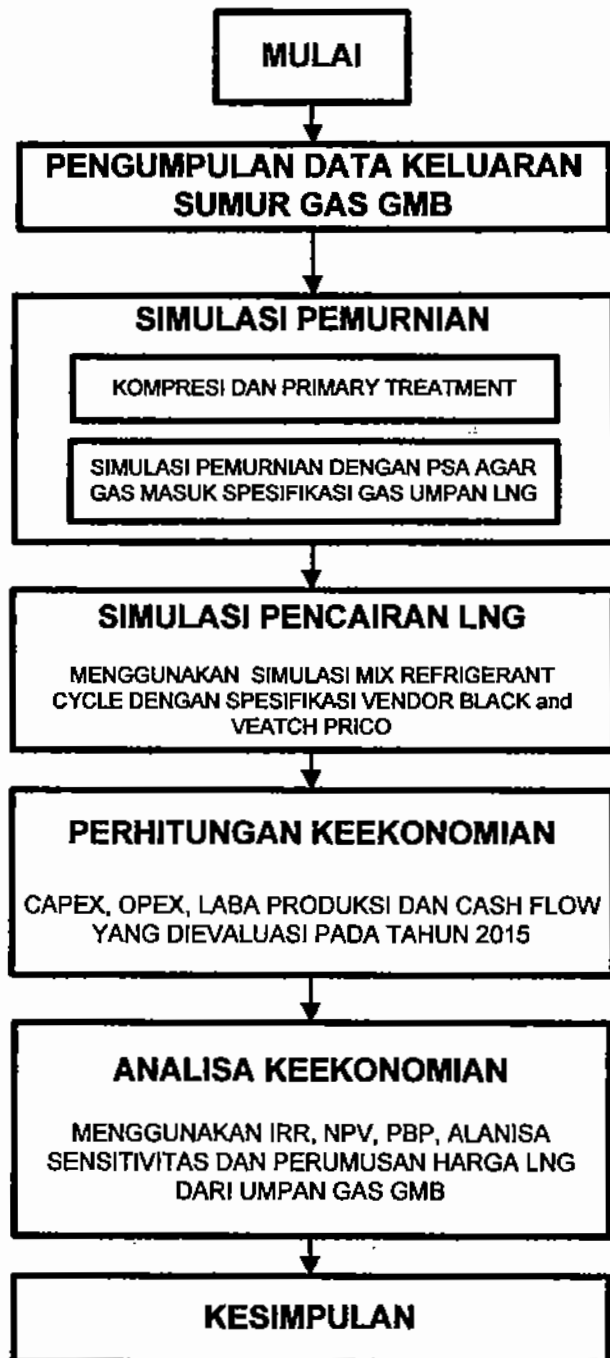 MULAI
PENGUMPULAN DATA KELUARAN
SUMUR GAS GMB
SIMULASI PEMURNIAN
KOMPRESI DAN PRIMARY TREATMENT
SIMULASI PEMURNIAN DENGAN PSA AGAR
GAS MASUK SPESIFIKASI GAS UMPAN LNG
SIMULASI PENCAIRAN LNG
MENGGUNAKAN SIMULASI MIX REFRIGERANT
CYCLE DENGAN SPESIFIKASI VENDOR BLACK and
VEATCH PRICO
PERHITUNGAN KEEKONOMIAN
CAPEX, OPEX, LABA PRODUKSI DAN CASH FLOW
YANG DIEVALUASI PADA TAHUN 2015
ANALISA KEEKONOMIAN
MENGGUNAKAN IRR, NPV, PBP, ALANISA
SENSITIVITAS DAN PERUMUSAN HARGA LNG
DARI UMPAN GAS GMB
KESIMPULAN